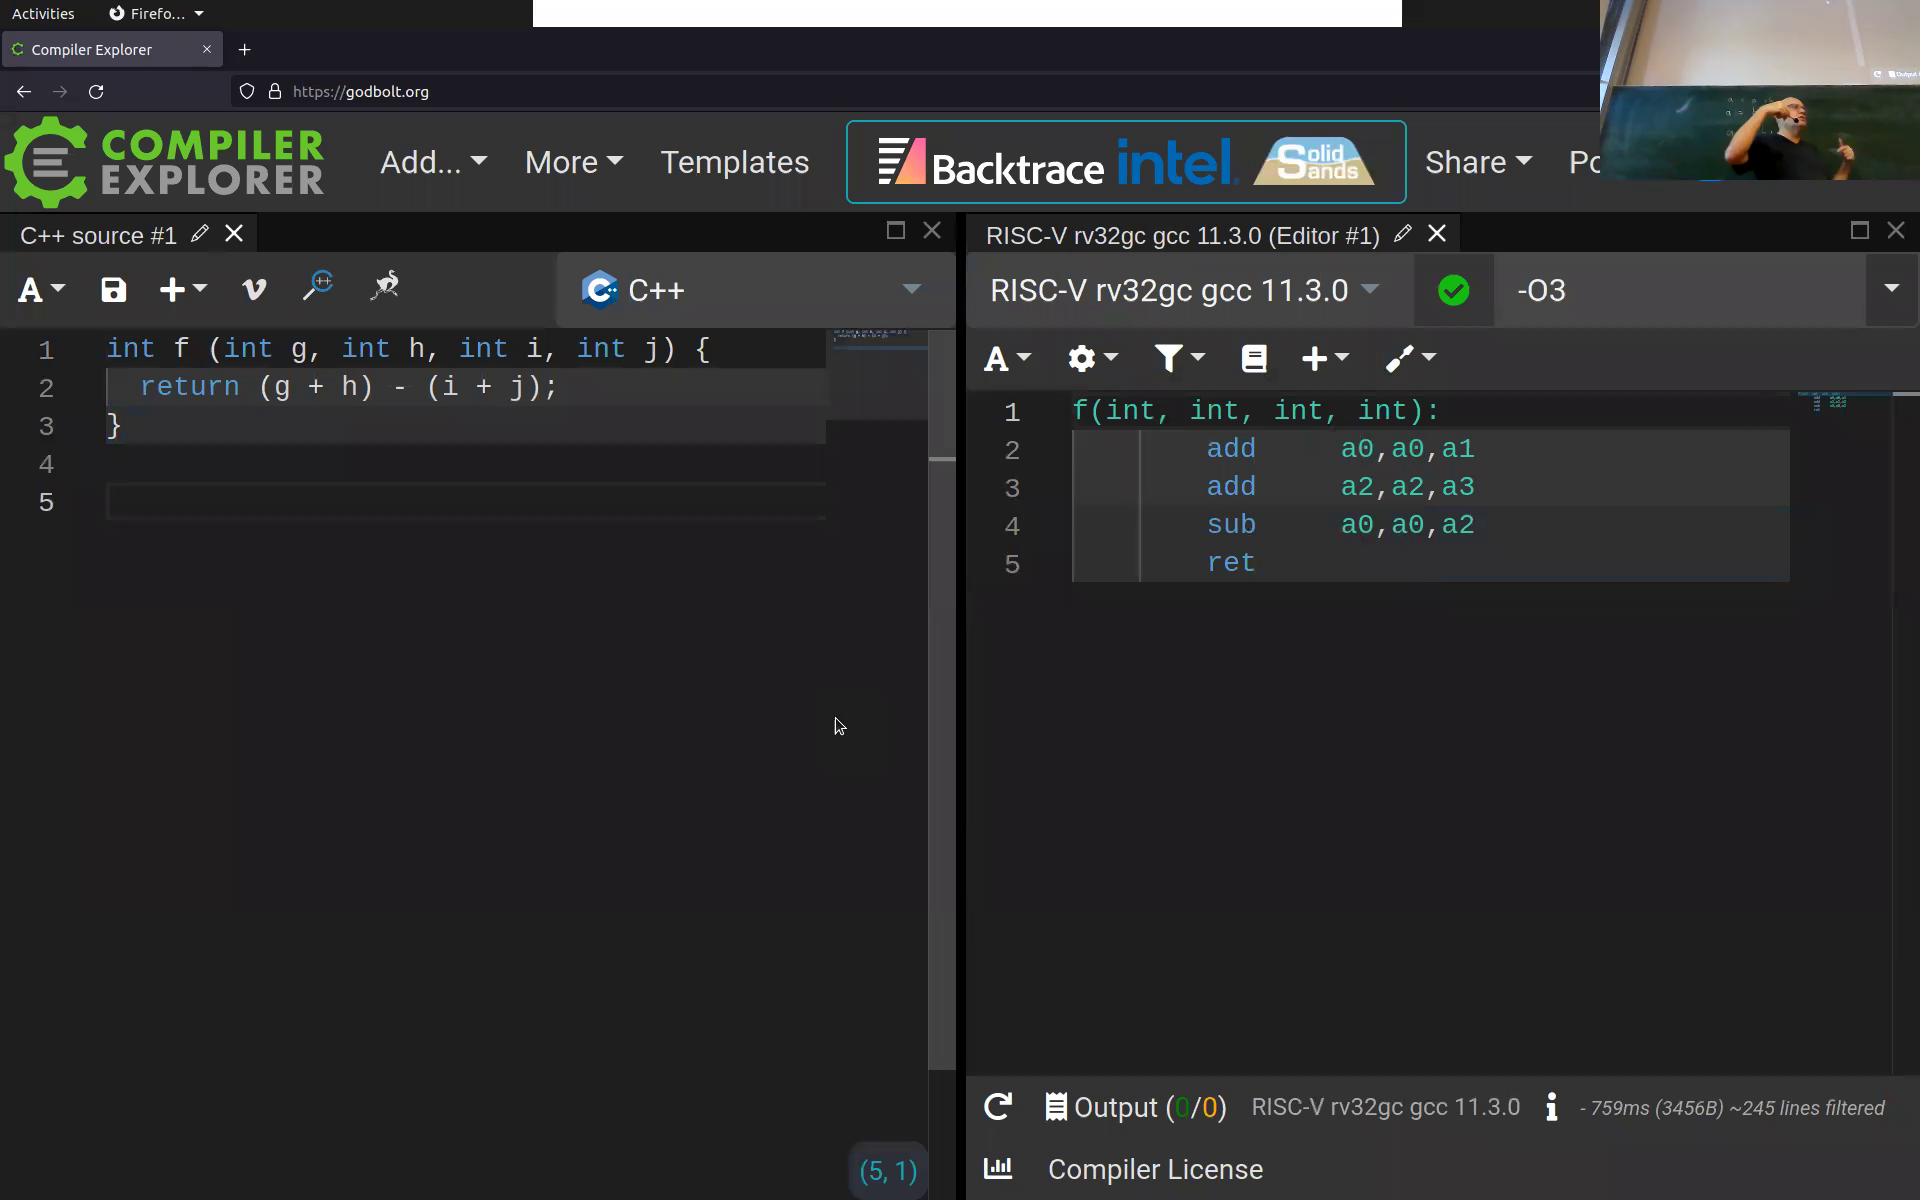 Activities
Firefo...
Compiler Explorer
https://godbolt.org
COMPILER
EXPLORER
Add...
More
Templates
Backtrace
intel
Solid
Sands
Share
Po
C++ source #1
RISC-V rv32gc gcc 11.3.0 (Editor #1)
A
C++
RISC-V rv32gc gcc 11.3.0
-O3
A
1 int f (int g, int h, int i, int j) {
2 return (g + h) - (i + j);
3 }
4
5
1 f(int, int, int, int):
2 add a0,a0,a1
3 add a2,a2,a3
4 sub a0,a0,a2
5 ret
Output (0/0) RISC-V rv32gc gcc 11.3.0 - 759ms (3456B) ~245 lines filtered
(5, 1)
Compiler License